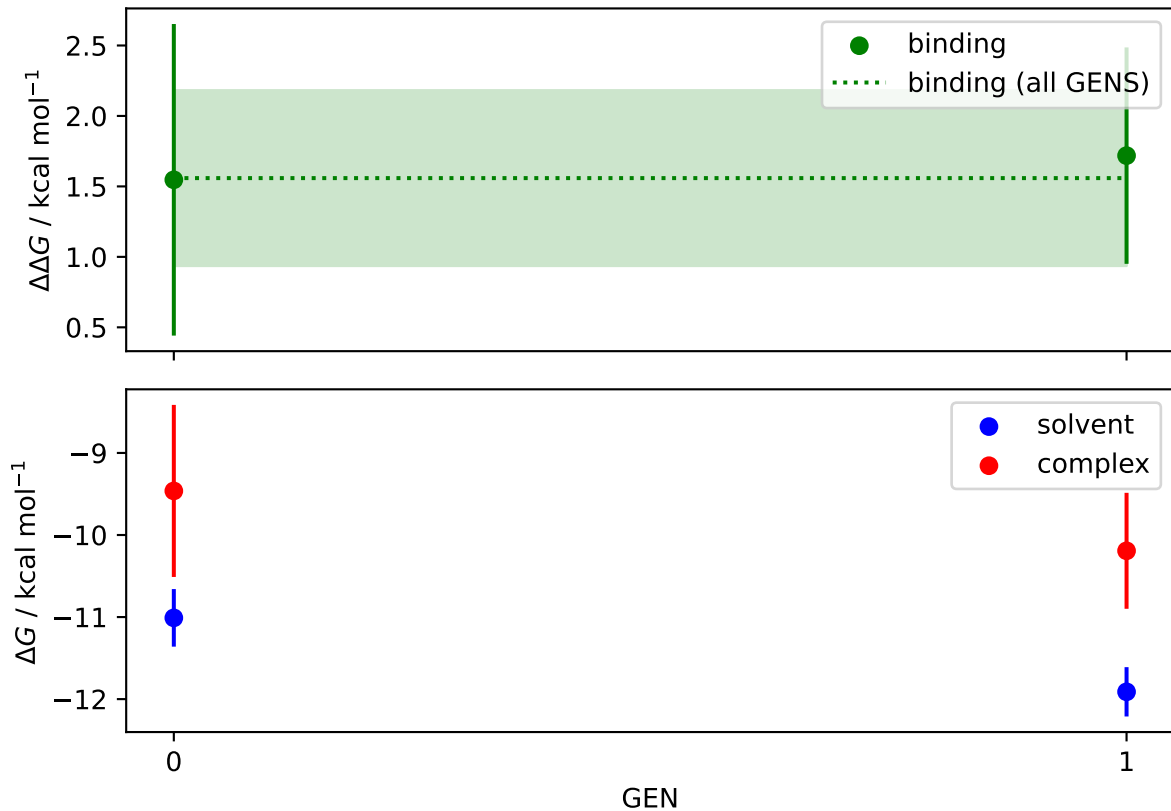 2.5
2.0
1.5
1.0
0.5
ΔΔG / kcal mol⁻¹
binding
binding (all GENS)
−9
−10
−11
−12
ΔG / kcal mol⁻¹
solvent
complex
0
1
GEN